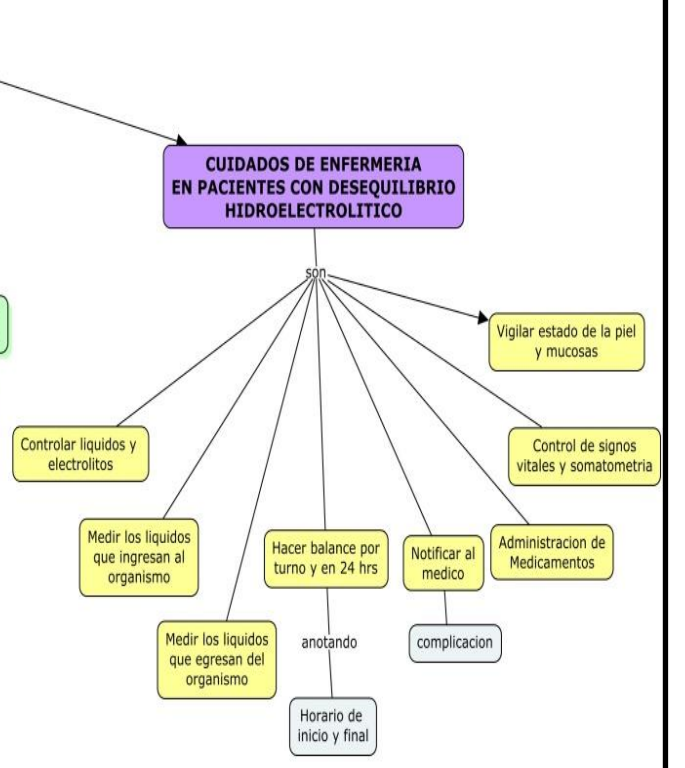 CUIDADOS DE ENFERMERIA
EN PACIENTES CON DESEQUILIBRIO
HIDROELECTROLITICO
son
Vigilar estado de la piel
y mucosas
Controlar liquidos y
electrolitos
Control de signos
vitales y somatometria
Medir los liquidos
que ingresan al
organismo
Hacer balance por
turno y en 24 hrs
Notificar al
medico
Administracion de
Medicamentos
Medir los liquidos
que egresan del
organismo
anotando
complicacion
Horario de
inicio y final